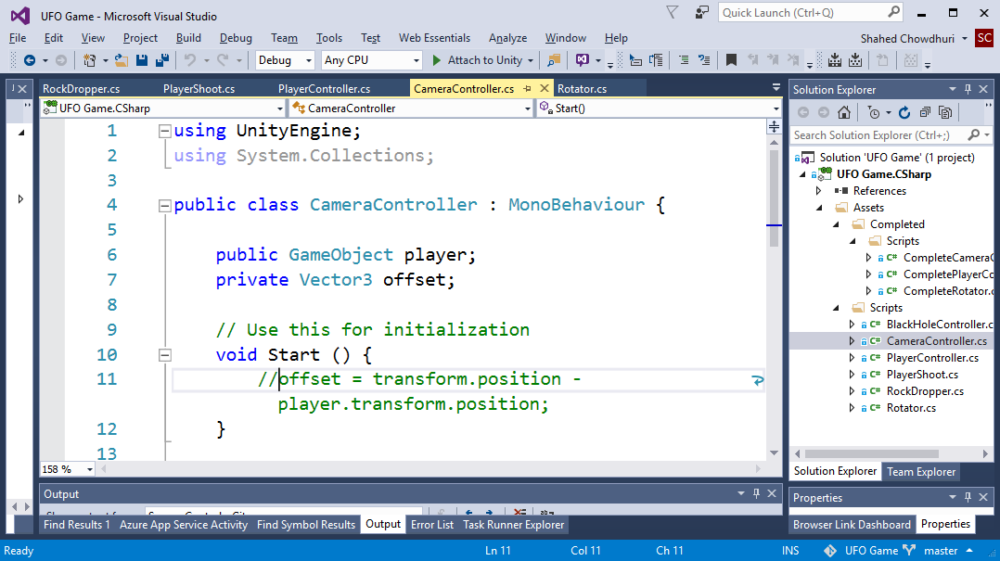 UFO Game - Microsoft Visual Studio
Quick Launch (Ctrl+Q)
File Edit View Project Build Debug Team Tools Test Web Essentials Analyze Window Help
Shahed Chowdhuri SC
Debug Any CPU Attach to Unity
RockDropper.cs PlayerShoot.cs PlayerController.cs CameraController.cs Rotator.cs
UFO Game.CSharp CameraController Start()
1 using UnityEngine;
2 using System.Collections;
3
4 public class CameraController : MonoBehaviour {
5
6 public GameObject player;
7 private Vector3 offset;
8
9 // Use this for initialization
10 void Start () {
11 //offset = transform.position -
player.transform.position;
12 }
13
158 %
Solution Explorer
Search Solution Explorer (Ctrl+;)
Solution 'UFO Game' (1 project)
UFO Game.CSharp
References
Assets
Completed
Scripts
C# CompleteCameraC
C# CompletePlayerCo
C# CompleteRotator.c
Scripts
C# BlackHoleController.c
C# CameraController.cs
C# PlayerController.cs
C# PlayerShoot.cs
C# RockDropper.cs
C# Rotator.cs
Solution Explorer Team Explorer
Output
Find Results 1 Azure App Service Activity Find Symbol Results Output Error List Task Runner Explorer
Properties
Browser Link Dashboard Properties
Ready Ln 11 Col 11 Ch 11 INS UFO Game master